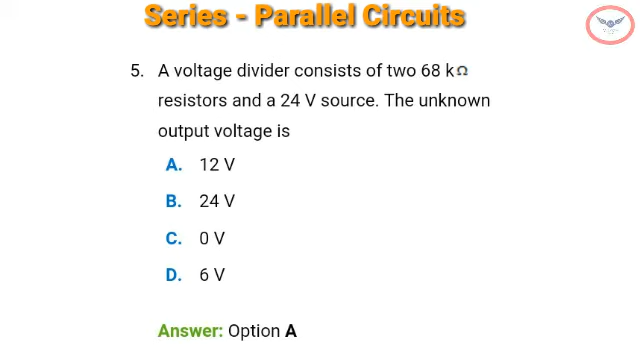 Series - Parallel Circuits
5. A voltage divider consists of two 68 kΩ
resistors and a 24 V source. The unknown
output voltage is
A. 12 V
B. 24 V
C. 0 V
D. 6 V
Answer: Option A